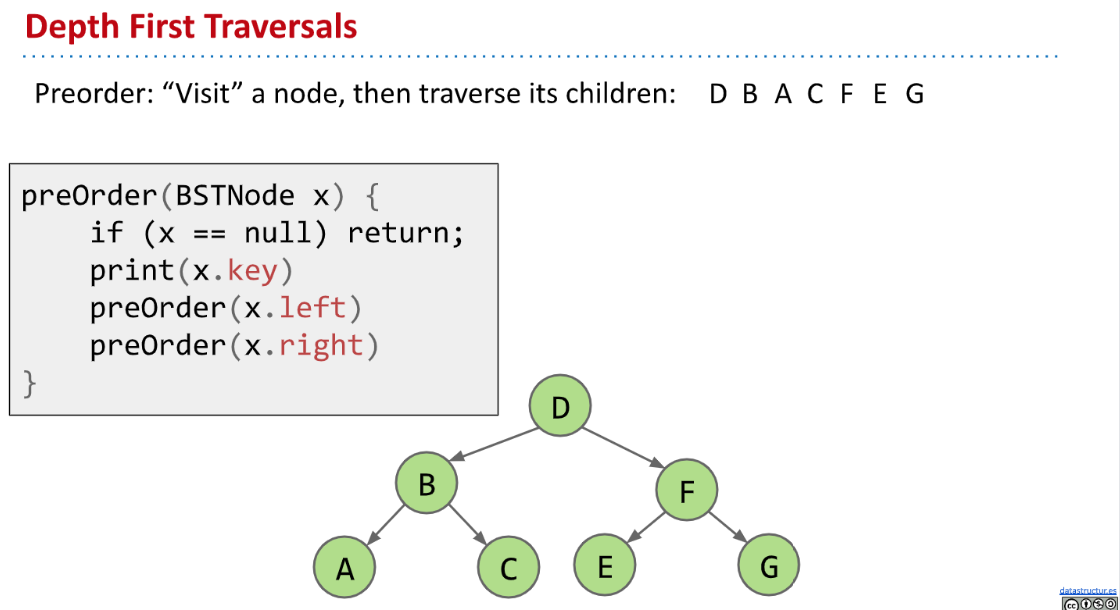 Depth First Traversals
Preorder: “Visit” a node, then traverse its children: D B A C F E G
preOrder(BSTNode x) {
    if (x == null) return;
    print(x.key)
    preOrder(x.left)
    preOrder(x.right)
}
D
B
F
A
C
E
G
datastructur.es
cc